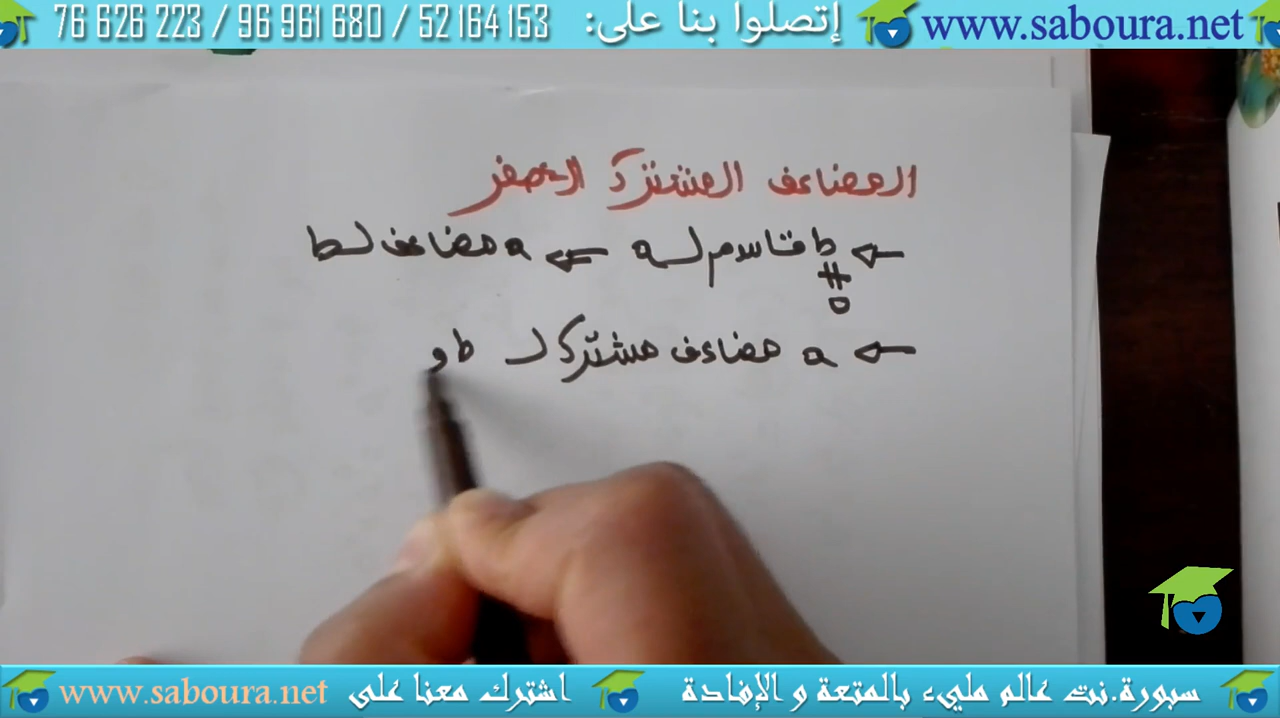 www.saboura.net إتصلوا بنا على: 76 626 223 / 96 961 680 / 52 164 153
المضاعف المشترك الأصغر
⇐ b قاسم لـ a ⇐ a مضاعف لـ b
≠
0
⇐ a مضاعف مشترك لـ b و
سبورة.نت عالم مليء بالمتعة و الإفادة اشترك معنا على www.saboura.net